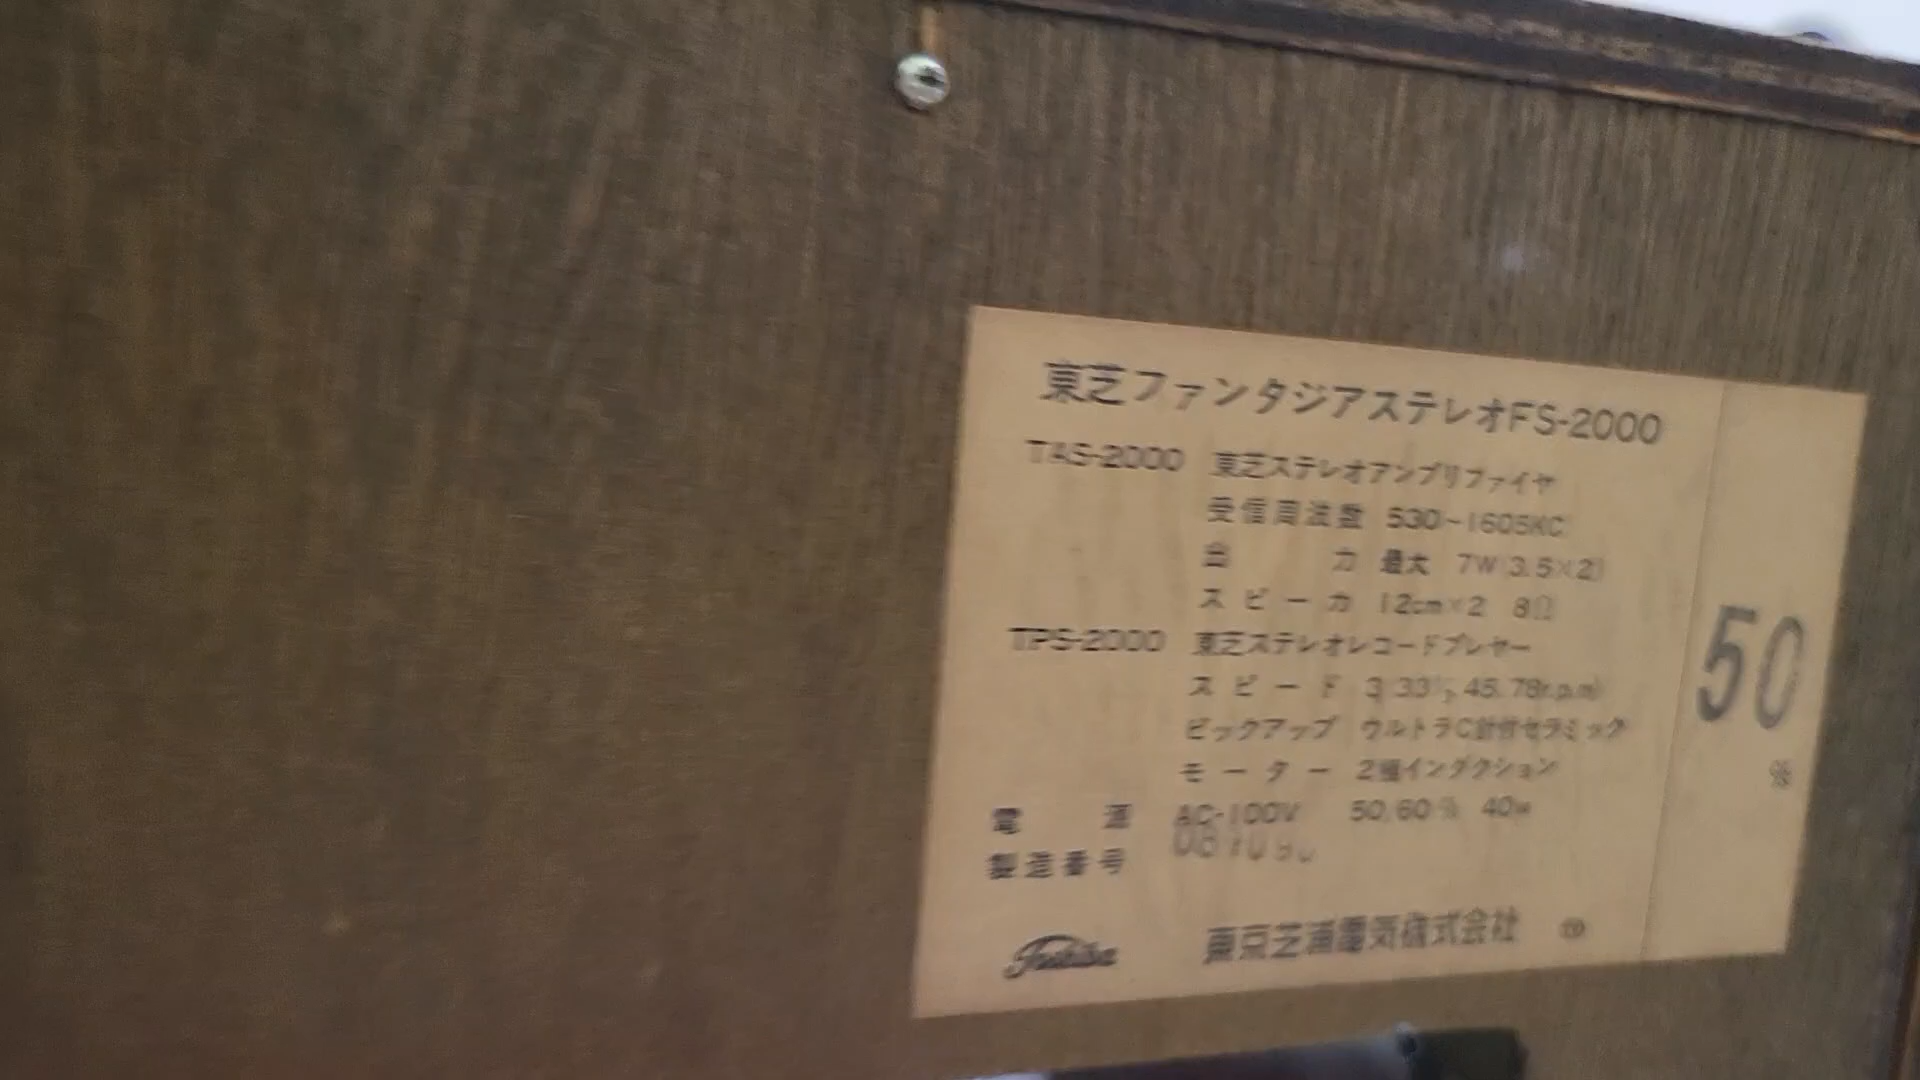 東芝ファンタジアステレオFS-2000
TAS-2000 東芝ステレオアンプリファイヤ
受信周波数 530~1605KC
出力 最大 7W(3.5×2)
スピーカ 12cm×2 8Ω
TPS-2000 東芝ステレオレコードプレヤー
スピード 3(33⅓, 45. 78r.p.m)
ピックアップ ウルトラC針付セラミック
モーター 2極インダクション
電源 AC-100V 50/60㎐ 40W
製造番号
Toshiba 東京芝浦電気株式会社
50